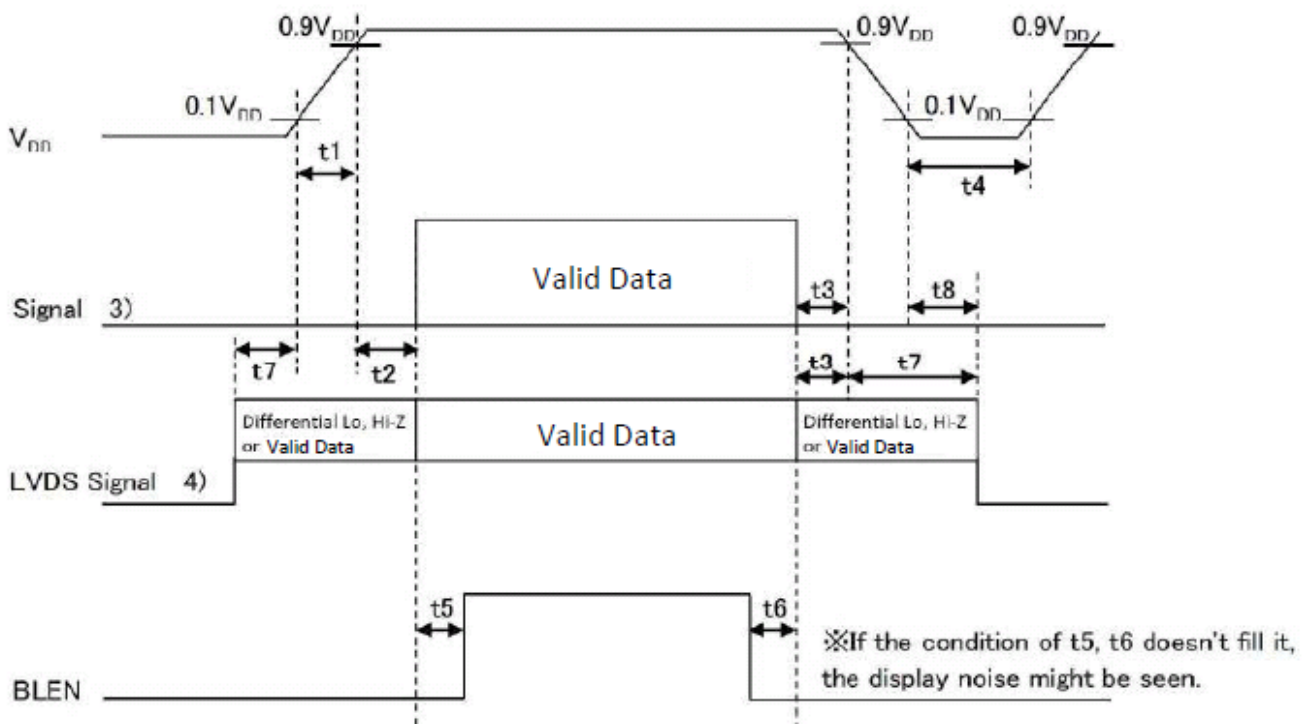 0.9VDD
0.9VDD
0.9VDD
0.1VDD
0.1VDD
VDD
t1
t4
Valid Data
t3
t8
Signal 3)
t7
t2
t3
t7
Differential Lo, Hi-Z
or Valid Data
Valid Data
Differential Lo, Hi-Z
or Valid Data
LVDS Signal 4)
t5
t6
※If the condition of t5, t6 doesn't fill it,
the display noise might be seen.
BLEN